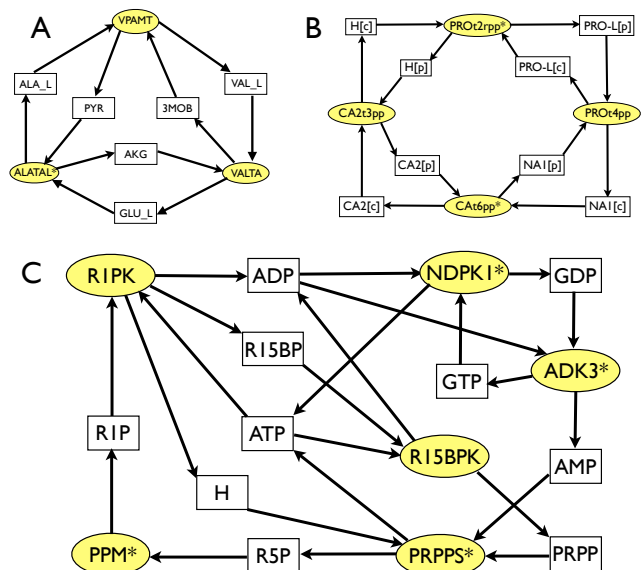 A
VPAMT
ALA_L
VAL_L
PYR
3MOB
AKG
ALATAL*
VALTA
GLU_L
B
H[c]
PROt2rpp*
PRO-L[p]
H[p]
PRO-L[c]
CA2t3pp
PROt4pp
CA2[p]
NA1[p]
CA2[c]
CAt6pp*
NA1[c]
C
R1PK
ADP
NDPK1*
GDP
R15BP
GTP
ADK3*
R1P
ATP
R15BPK
AMP
H
PPM*
R5P
PRPPS*
PRPP